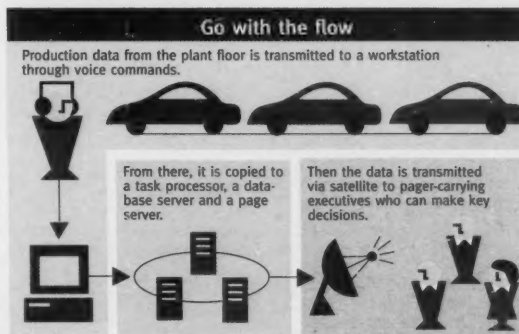 Go with the flow
Production data from the plant floor is transmitted to a workstation
through voice commands.
From there, it is copied to
a task processor, a data-
base server and a page
server.
Then the data is transmitted
via satellite to pager-carrying
executives who can make key
decisions.